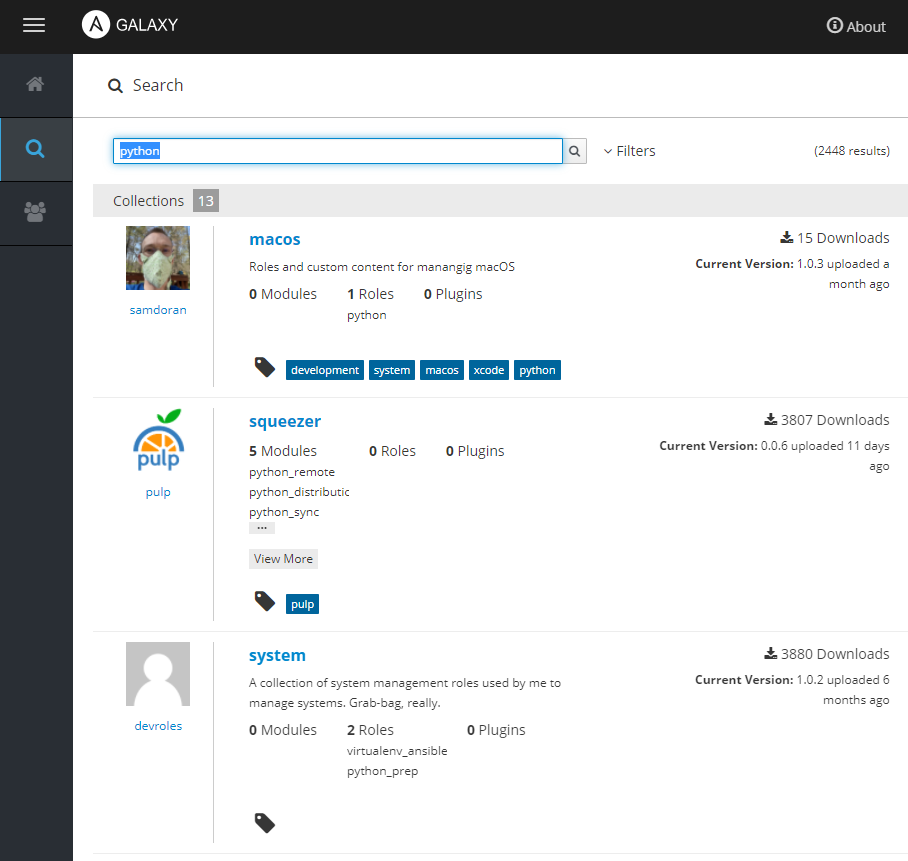 GALAXY
About
Search
python
Filters
(2448 results)
Collections 13
macos
15 Downloads
Roles and custom content for manangig macOS
Current Version: 1.0.3 uploaded a
month ago
0 Modules 1 Roles 0 Plugins
python
samdoran
development system macos xcode python
pulp
squeezer
3807 Downloads
5 Modules 0 Roles 0 Plugins
Current Version: 0.0.6 uploaded 11 days
ago
python_remote
python_distributic
python_sync
...
pulp
View More
pulp
system
3880 Downloads
A collection of system management roles used by me to
manage systems. Grab-bag, really.
Current Version: 1.0.2 uploaded 6
months ago
0 Modules 2 Roles 0 Plugins
virtualenv_ansible
python_prep
devroles